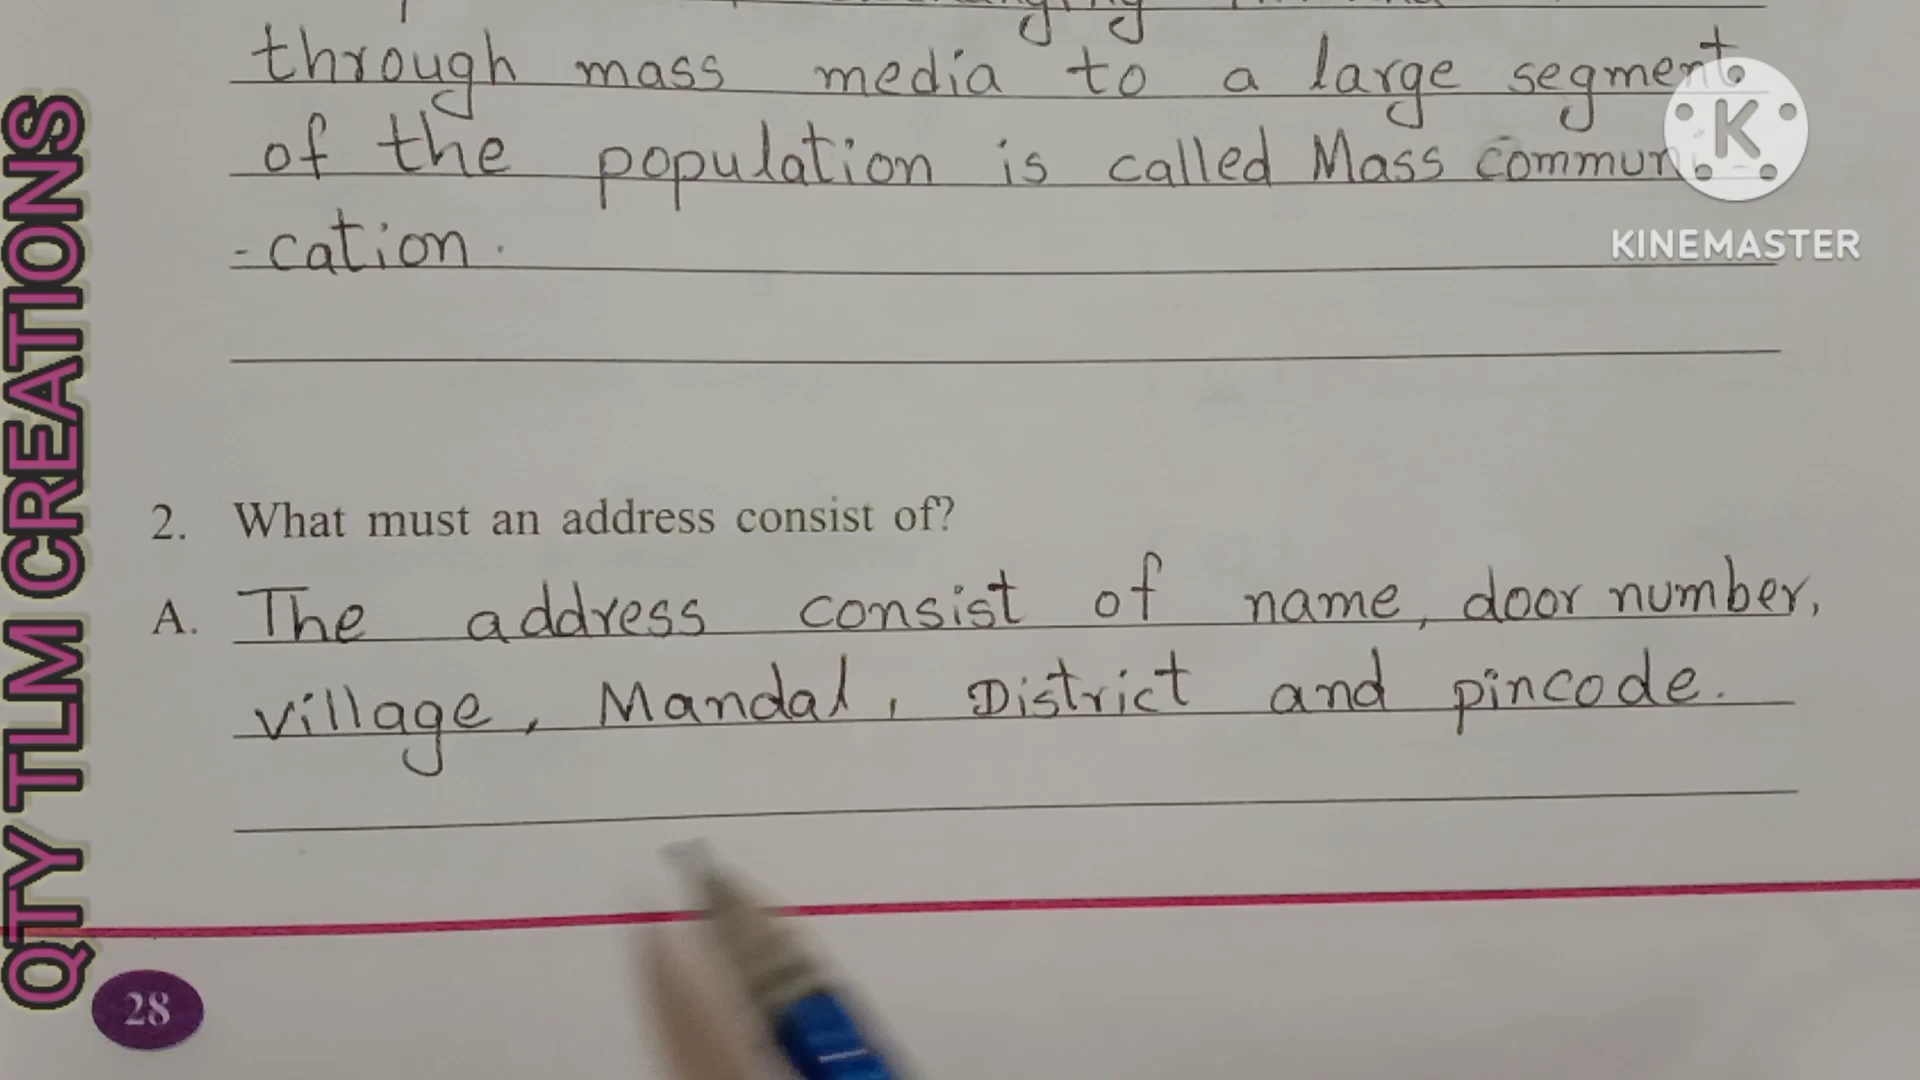 through mass media to a large segment
of the population is called Mass communi
-cation.
2. What must an address consist of?
A. The address consist of name, door number,
village, Mandal, District and pincode.
28
QTY TLM CREATIONS
K
KINEMASTER